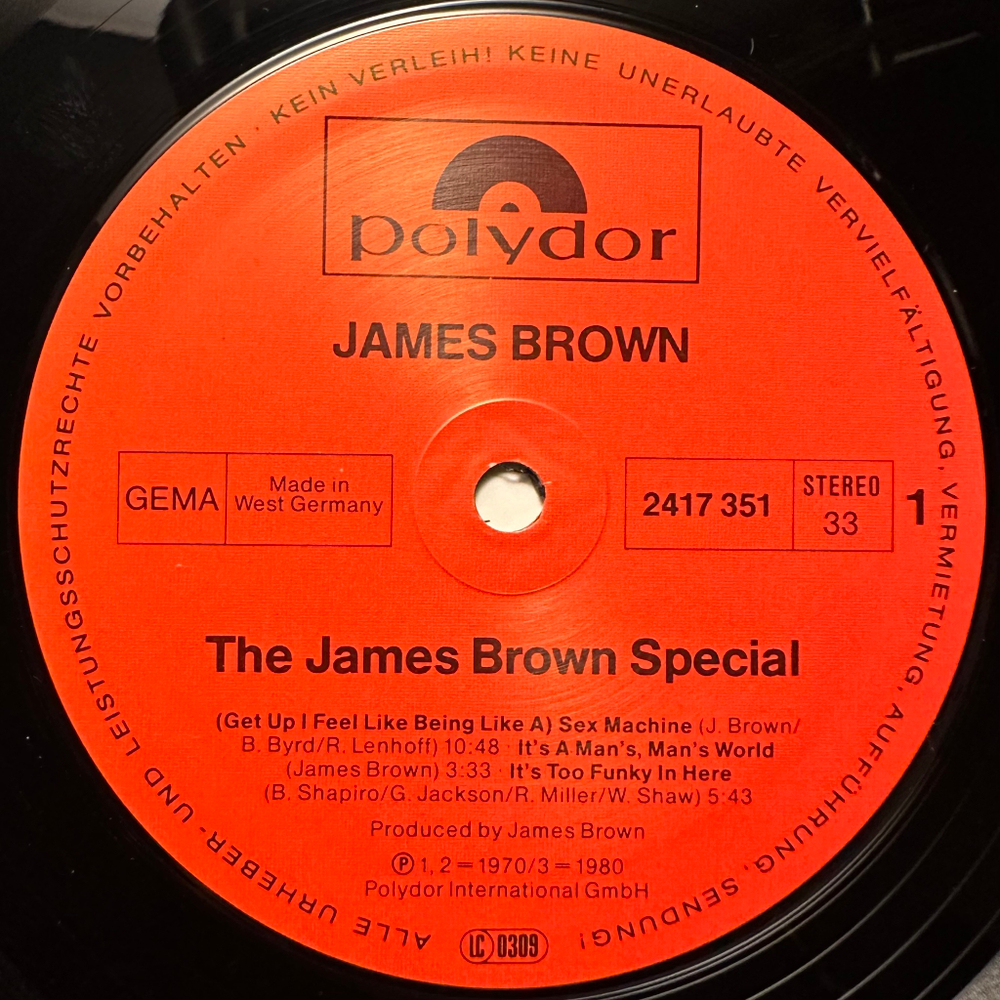 ALLE URHEBER- UND LEISTUNGSSCHUTZRECHTE VORBEHALTEN · KEIN VERLEIH! KEINE UNERLAUBTE VERVIELFÄLTIGUNG, VERMIETUNG, AUFFÜHRUNG, SENDUNG!
polydor
JAMES BROWN
GEMA
Made in
West Germany
2417 351
STEREO
33
1
The James Brown Special
(Get Up I Feel Like Being Like A) Sex Machine (J. Brown/
B. Byrd/R. Lenhoff) 10:48 · It's A Man's, Man's World
(James Brown) 3:33 · It's Too Funky In Here
(B. Shapiro/G. Jackson/R. Miller/W. Shaw) 5:43
Produced by James Brown
Ⓟ 1, 2 = 1970/3 = 1980
Polydor International GmbH
LC 0309